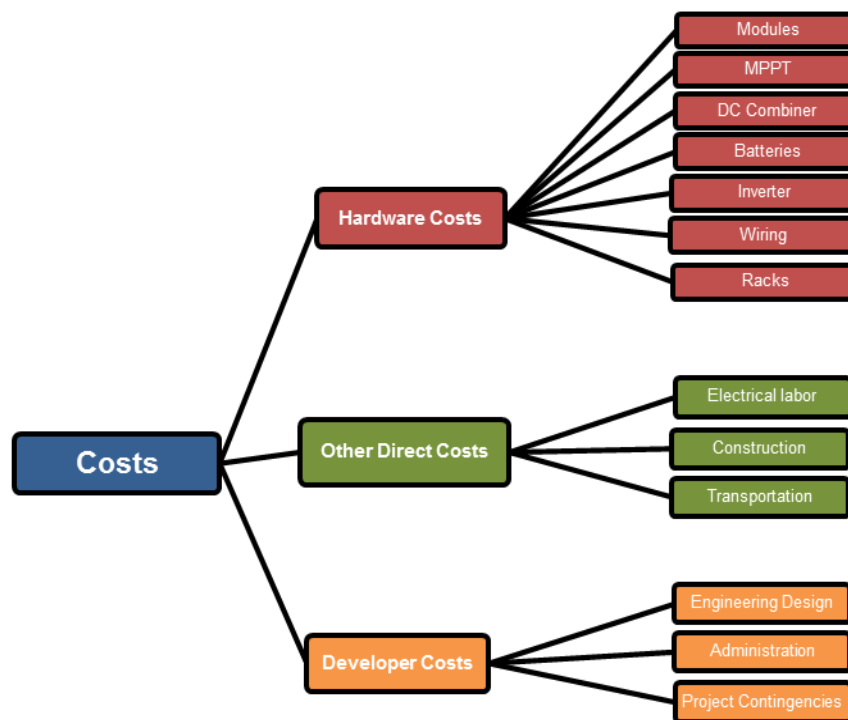 Modules
MPPT
DC Combiner
Batteries
Inverter
Hardware Costs
Wiring
Racks
Electrical labor
Other Direct Costs
Construction
Costs
Transportation
Engineering Design
Administration
Developer Costs
Project Contingencies